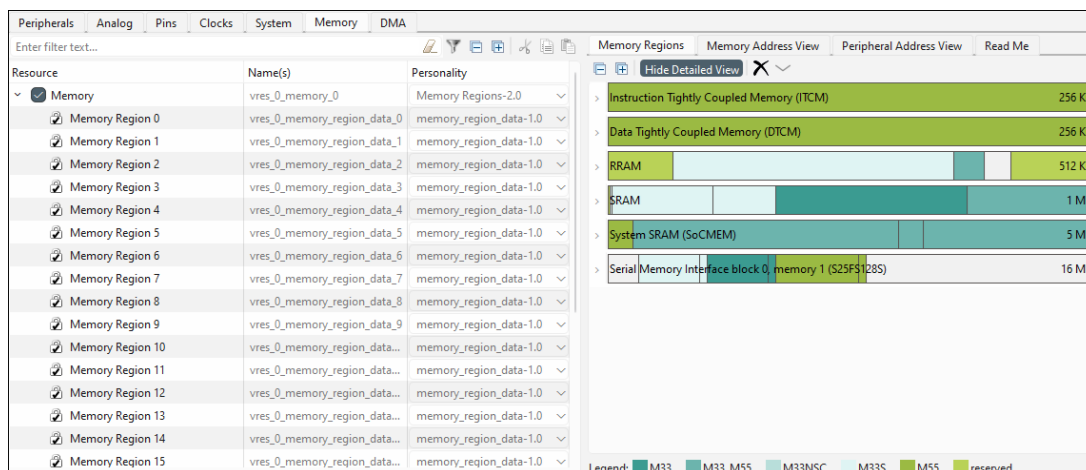 Peripherals Analog Pins Clocks System Memory DMA
Enter filter text...
Resource Name(s) Personality
Memory vres_0_memory_0 Memory Regions-2.0
Memory Region 0 vres_0_memory_region_data_0 memory_region_data-1.0
Memory Region 1 vres_0_memory_region_data_1 memory_region_data-1.0
Memory Region 2 vres_0_memory_region_data_2 memory_region_data-1.0
Memory Region 3 vres_0_memory_region_data_3 memory_region_data-1.0
Memory Region 4 vres_0_memory_region_data_4 memory_region_data-1.0
Memory Region 5 vres_0_memory_region_data_5 memory_region_data-1.0
Memory Region 6 vres_0_memory_region_data_6 memory_region_data-1.0
Memory Region 7 vres_0_memory_region_data_7 memory_region_data-1.0
Memory Region 8 vres_0_memory_region_data_8 memory_region_data-1.0
Memory Region 9 vres_0_memory_region_data_9 memory_region_data-1.0
Memory Region 10 vres_0_memory_region_data... memory_region_data-1.0
Memory Region 11 vres_0_memory_region_data... memory_region_data-1.0
Memory Region 12 vres_0_memory_region_data... memory_region_data-1.0
Memory Region 13 vres_0_memory_region_data... memory_region_data-1.0
Memory Region 14 vres_0_memory_region_data... memory_region_data-1.0
Memory Region 15 vres_0_memory_region_data... memory_region_data-1.0
Memory Regions Memory Address View Peripheral Address View Read Me
Hide Detailed View
Instruction Tightly Coupled Memory (ITCM) 256 K
Data Tightly Coupled Memory (DTCM) 256 K
RRAM 512 K
SRAM 1 M
System SRAM (SoCMEM) 5 M
Serial Memory Interface block 0, memory 1 (S25FS128S) 16 M
Legend: M33 M33, M55 M33NSC M33S M55 reserved